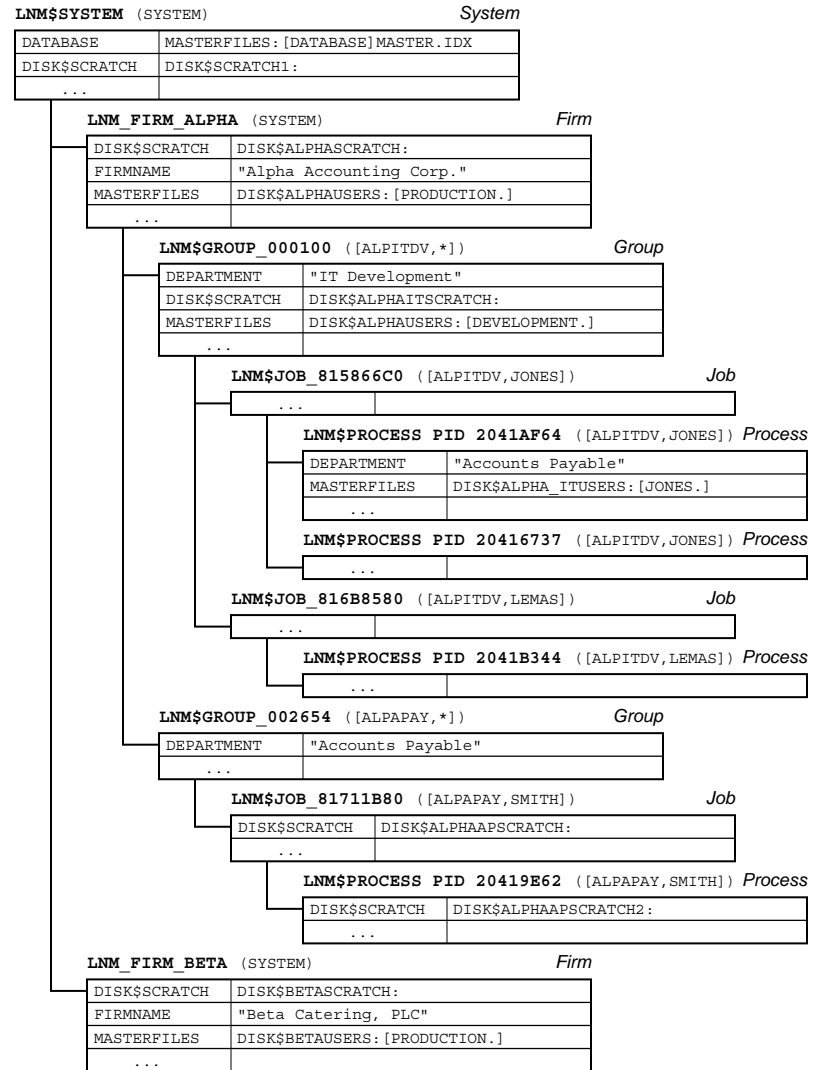 LNM$SYSTEM (SYSTEM) System
DATABASE MASTERFILES:[DATABASE]MASTER.IDX
DISK$SCRATCH DISK$SCRATCH1:
...
LNM_FIRM_ALPHA (SYSTEM) Firm
DISK$SCRATCH DISK$ALPHASCRATCH:
FIRMNAME "Alpha Accounting Corp."
MASTERFILES DISK$ALPHAUSERS:[PRODUCTION.]
...
LNM$GROUP_000100 ([ALPITDV,*]) Group
DEPARTMENT "IT Development"
DISK$SCRATCH DISK$ALPHAITSCRATCH:
MASTERFILES DISK$ALPHAUSERS:[DEVELOPMENT.]
...
LNM$JOB_815866C0 ([ALPITDV,JONES]) Job
...
LNM$PROCESS PID 2041AF64 ([ALPITDV,JONES]) Process
DEPARTMENT "Accounts Payable"
MASTERFILES DISK$ALPHA_ITUSERS:[JONES.]
...
LNM$PROCESS PID 20416737 ([ALPITDV,JONES]) Process
...
LNM$JOB_816B8580 ([ALPITDV,LEMAS]) Job
...
LNM$PROCESS PID 2041B344 ([ALPITDV,LEMAS]) Process
...
LNM$GROUP_002654 ([ALPAPAY,*]) Group
DEPARTMENT "Accounts Payable"
...
LNM$JOB_81711B80 ([ALPAPAY,SMITH]) Job
DISK$SCRATCH DISK$ALPHAAPSCRATCH:
...
LNM$PROCESS PID 20419E62 ([ALPAPAY,SMITH]) Process
DISK$SCRATCH DISK$ALPHAAPSCRATCH2:
...
LNM_FIRM_BETA (SYSTEM) Firm
DISK$SCRATCH DISK$BETASCRATCH:
FIRMNAME "Beta Catering, PLC"
MASTERFILES DISK$BETAUSERS:[PRODUCTION.]
...